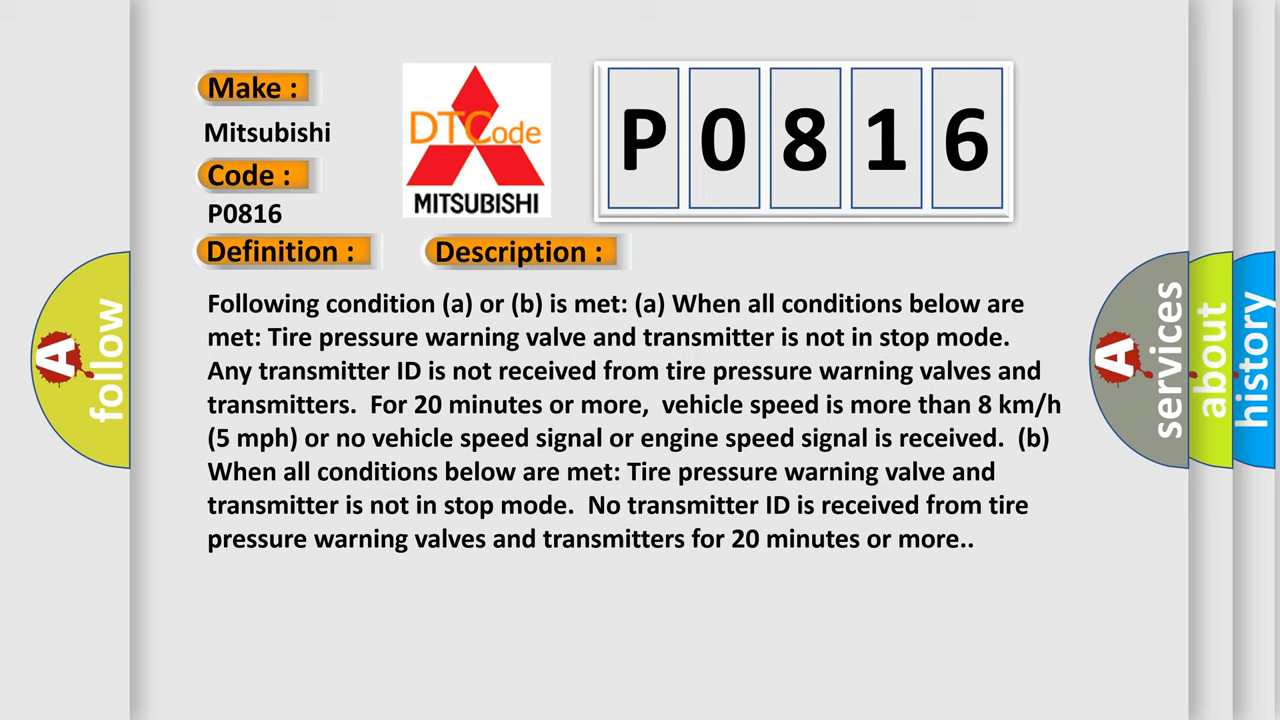 Make :
Mitsubishi
Code :
P0816
Definition :
Description :
DTCode
MITSUBISHI
P0816
Following condition (a) or (b) is met: (a) When all conditions below are
met: Tire pressure warning valve and transmitter is not in stop mode.
Any transmitter ID is not received from tire pressure warning valves and
transmitters.  For 20 minutes or more,  vehicle speed is more than 8 km/h
(5 mph) or no vehicle speed signal or engine speed signal is received.  (b)
When all conditions below are met: Tire pressure warning valve and
transmitter is not in stop mode.  No transmitter ID is received from tire
pressure warning valves and transmitters for 20 minutes or more..
A follow
A services
about
history